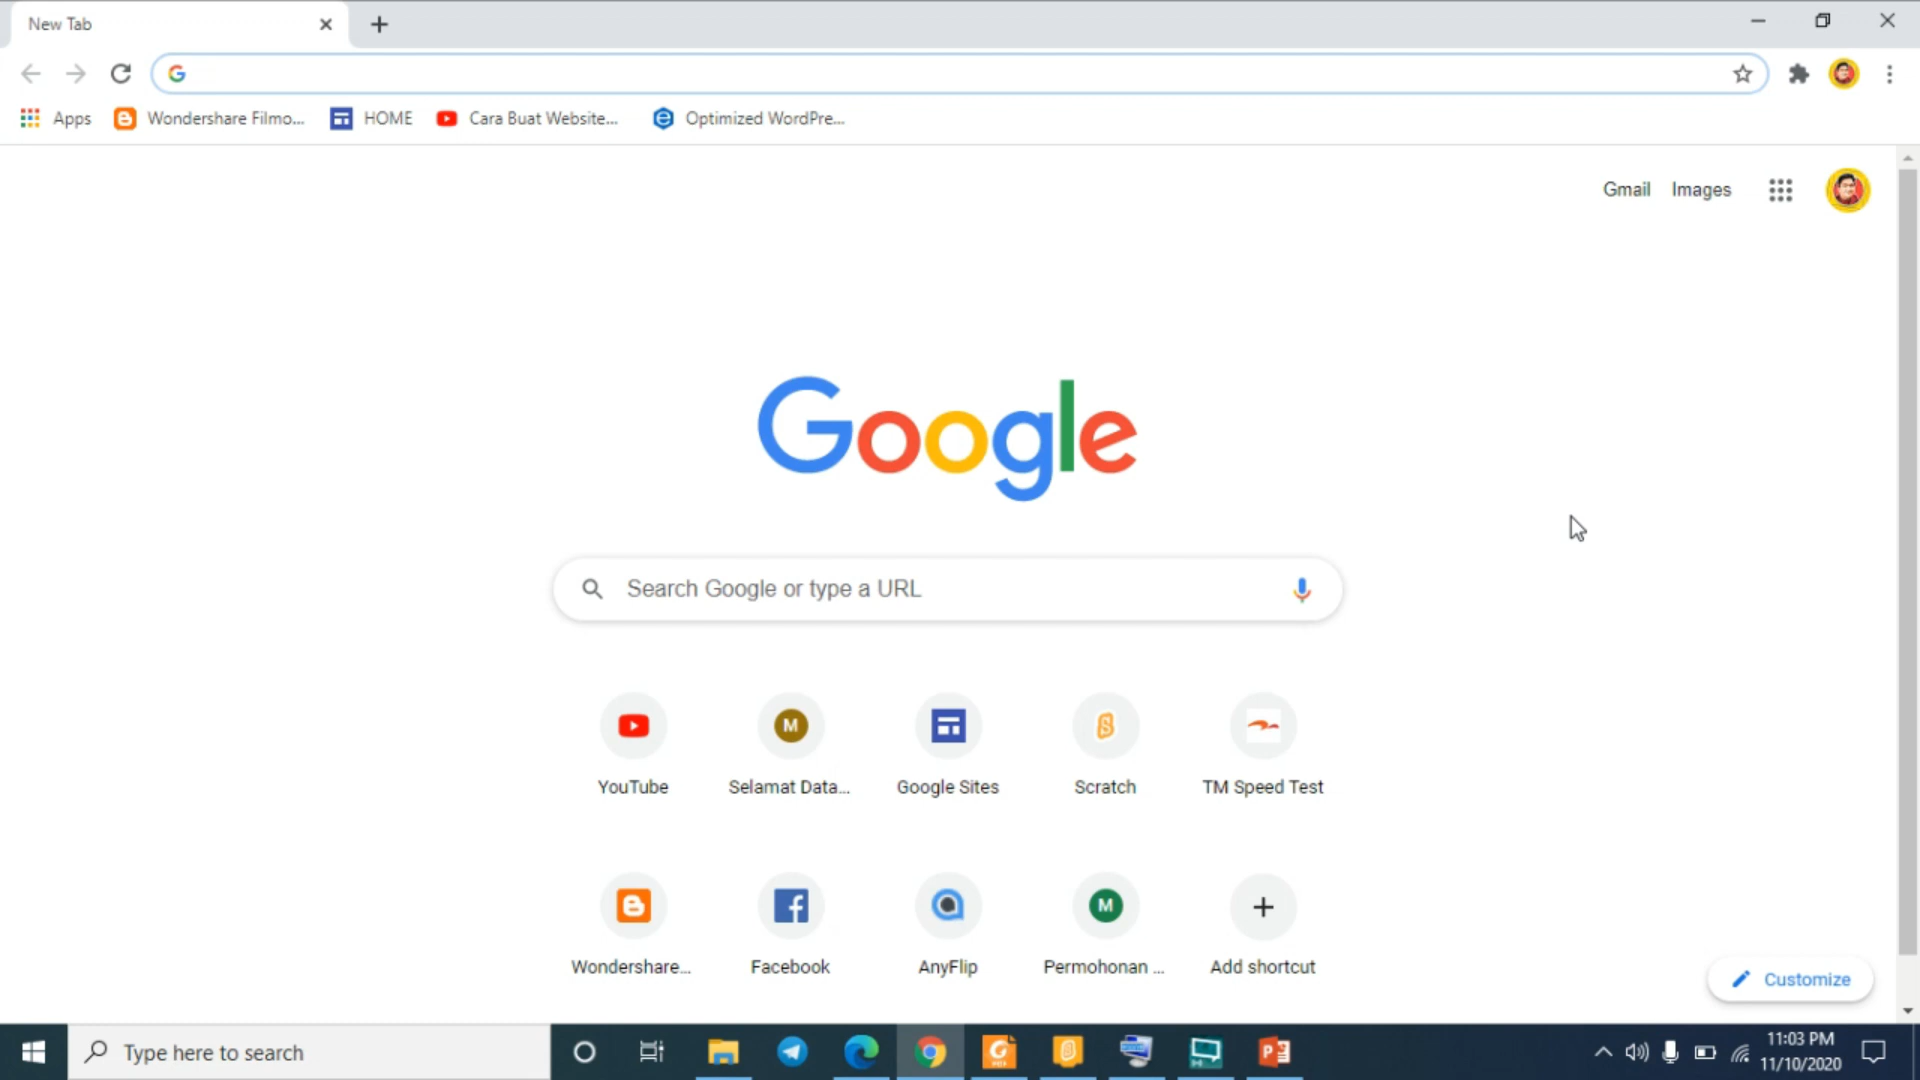 New Tab
Apps
Wondershare Filmo...
HOME
Cara Buat Website...
Optimized WordPre...
Gmail
Images
Google
Search Google or type a URL
M
YouTube
Selamat Data...
Google Sites
Scratch
TM Speed Test
M
Wondershare...
Facebook
AnyFlip
Permohonan ...
Add shortcut
Customize
Type here to search
11:03 PM
11/10/2020